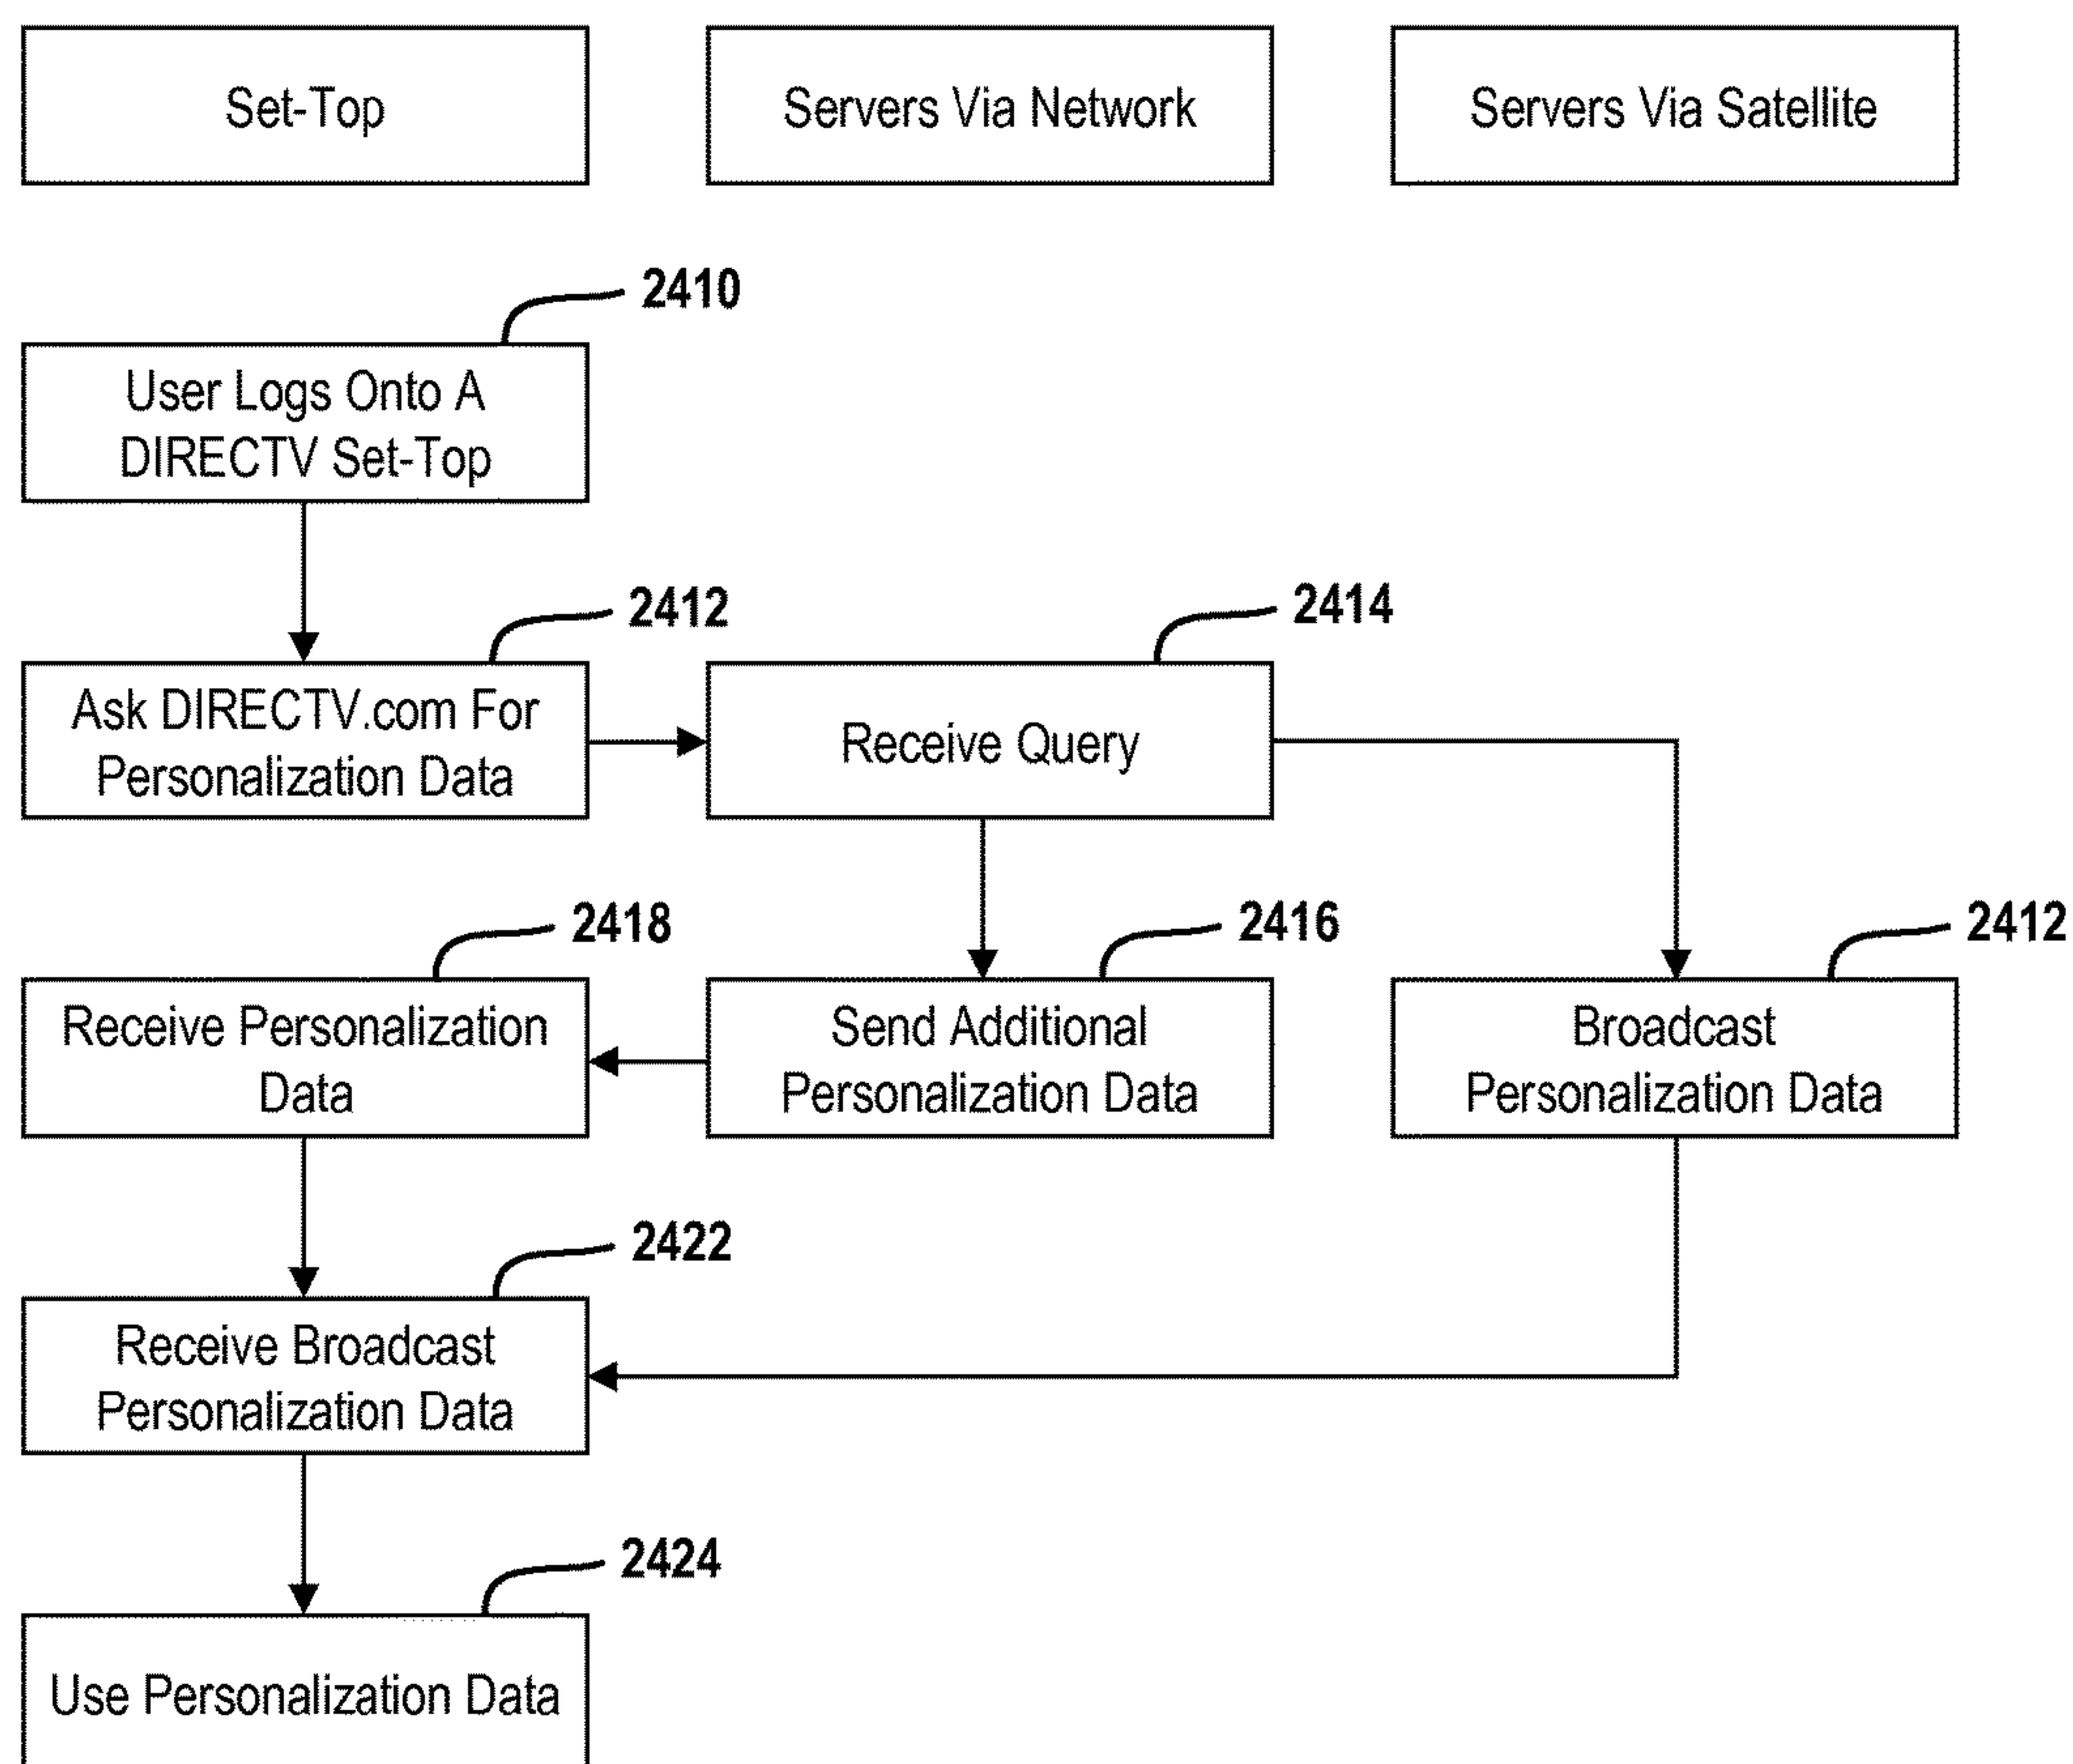 Set-Top
Servers Via Network
Servers Via Satellite
2410
User Logs Onto A
DIRECTV Set-Top
2412
2414
Ask DIRECTV.com For
Personalization Data
Receive Query
2418
2416
2412
Receive Personalization
Data
Send Additional
Personalization Data
Broadcast
Personalization Data
2422
Receive Broadcast
Personalization Data
2424
Use Personalization Data